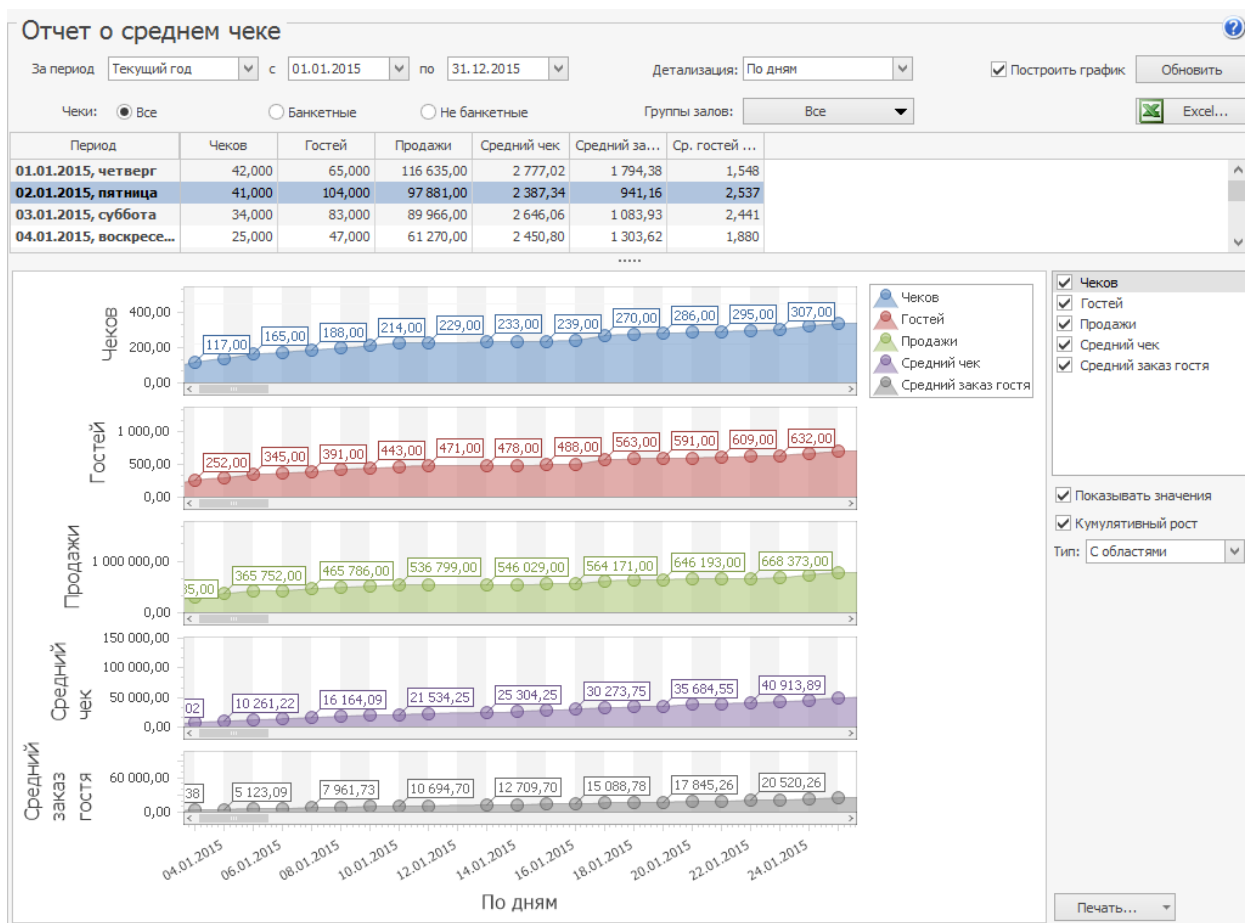 Отчет о среднем чеке
За период Текущий год с 01.01.2015 по 31.12.2015 Детализация: По дням Построить график Обновить
Чеки: Все Банкетные Не банкетные Группы залов: Все Excel...
Период Чеков Гостей Продажи Средний чек Средний за... Ср. гостей ...
01.01.2015, четверг 42,000 65,000 116 635,00 2 777,02 1 794,38 1,548
02.01.2015, пятница 41,000 104,000 97 881,00 2 387,34 941,16 2,537
03.01.2015, суббота 34,000 83,000 89 966,00 2 646,06 1 083,93 2,441
04.01.2015, воскресе... 25,000 47,000 61 270,00 2 450,80 1 303,62 1,880
Чеков
400,00
200,00
0,00
117,00 165,00 188,00 214,00 229,00 233,00 239,00 270,00 286,00 295,00 307,00
Гостей
1 000,00
500,00
0,00
252,00 345,00 391,00 443,00 471,00 478,00 488,00 563,00 591,00 609,00 632,00
Продажи
1 000 000,00
0,00
35,00 365 752,00 465 786,00 536 799,00 546 029,00 564 171,00 646 193,00 668 373,00
Средний
чек
150 000,00
100 000,00
50 000,00
0,00
02 10 261,22 16 164,09 21 534,25 25 304,25 30 273,75 35 684,55 40 913,89
Средний
заказ
гостя
60 000,00
0,00
38 5 123,09 7 961,73 10 694,70 12 709,70 15 088,78 17 845,26 20 520,26
04.01.2015 06.01.2015 08.01.2015 10.01.2015 12.01.2015 14.01.2015 16.01.2015 18.01.2015 20.01.2015 22.01.2015 24.01.2015
По дням
Чеков
Гостей
Продажи
Средний чек
Средний заказ гостя
Чеков
Гостей
Продажи
Средний чек
Средний заказ гостя
Показывать значения
Кумулятивный рост
Тип: С областями
Печать...